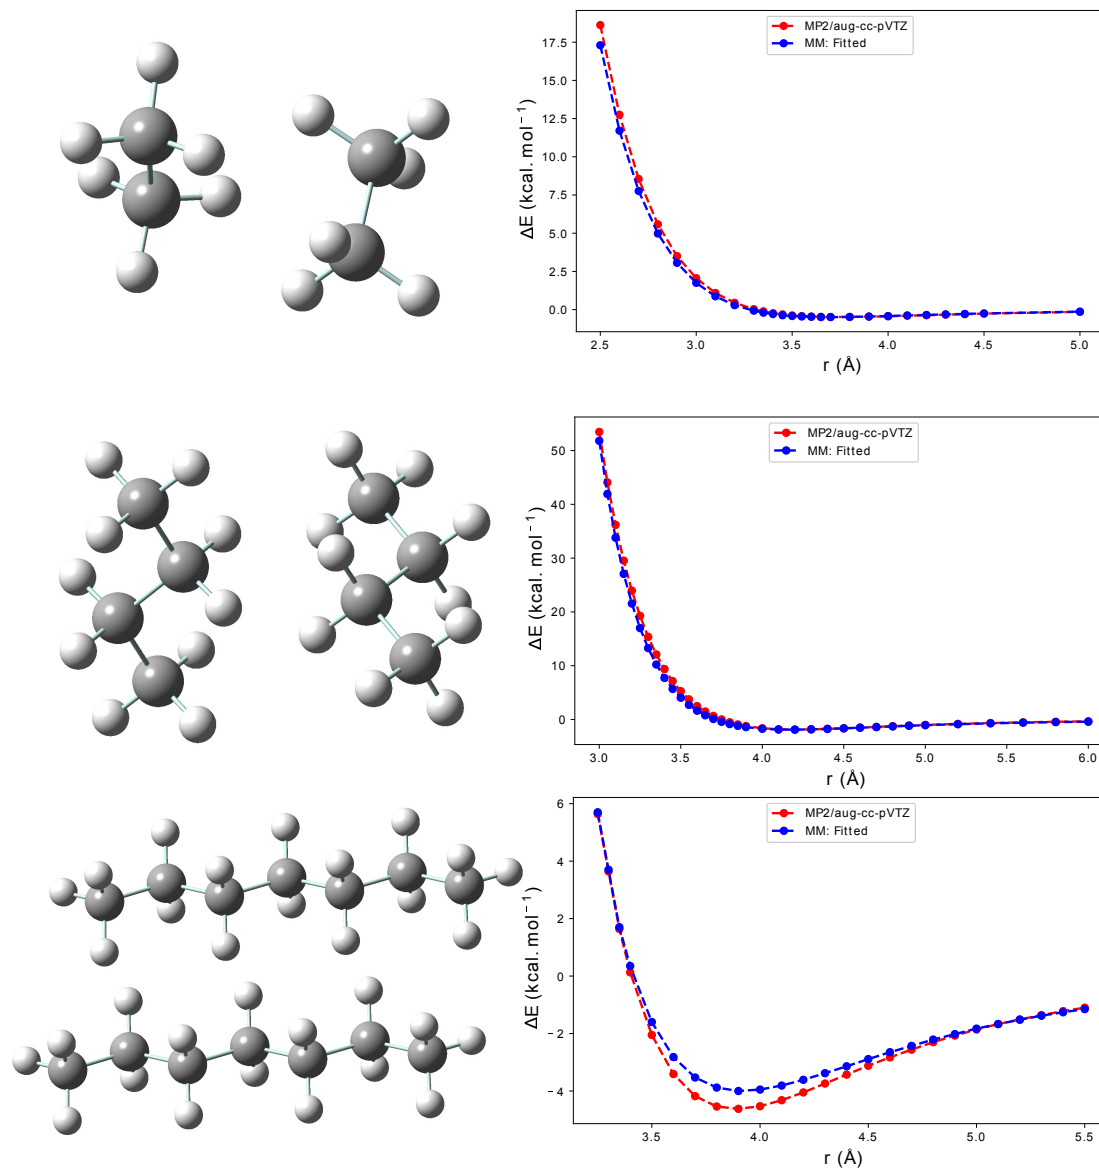 MP2/aug-cc-pVTZ
MM: Fitted
17.5
15.0
12.5
10.0
7.5
5.0
2.5
0.0
ΔE (kcal. mol⁻¹)
2.5 3.0 3.5 4.0 4.5 5.0
r (Å)
MP2/aug-cc-pVTZ
MM: Fitted
50
40
30
20
10
0
ΔE (kcal. mol⁻¹)
3.0 3.5 4.0 4.5 5.0 5.5 6.0
r (Å)
MP2/aug-cc-pVTZ
MM: Fitted
6
4
2
0
−2
−4
ΔE (kcal. mol⁻¹)
3.5 4.0 4.5 5.0 5.5
r (Å)